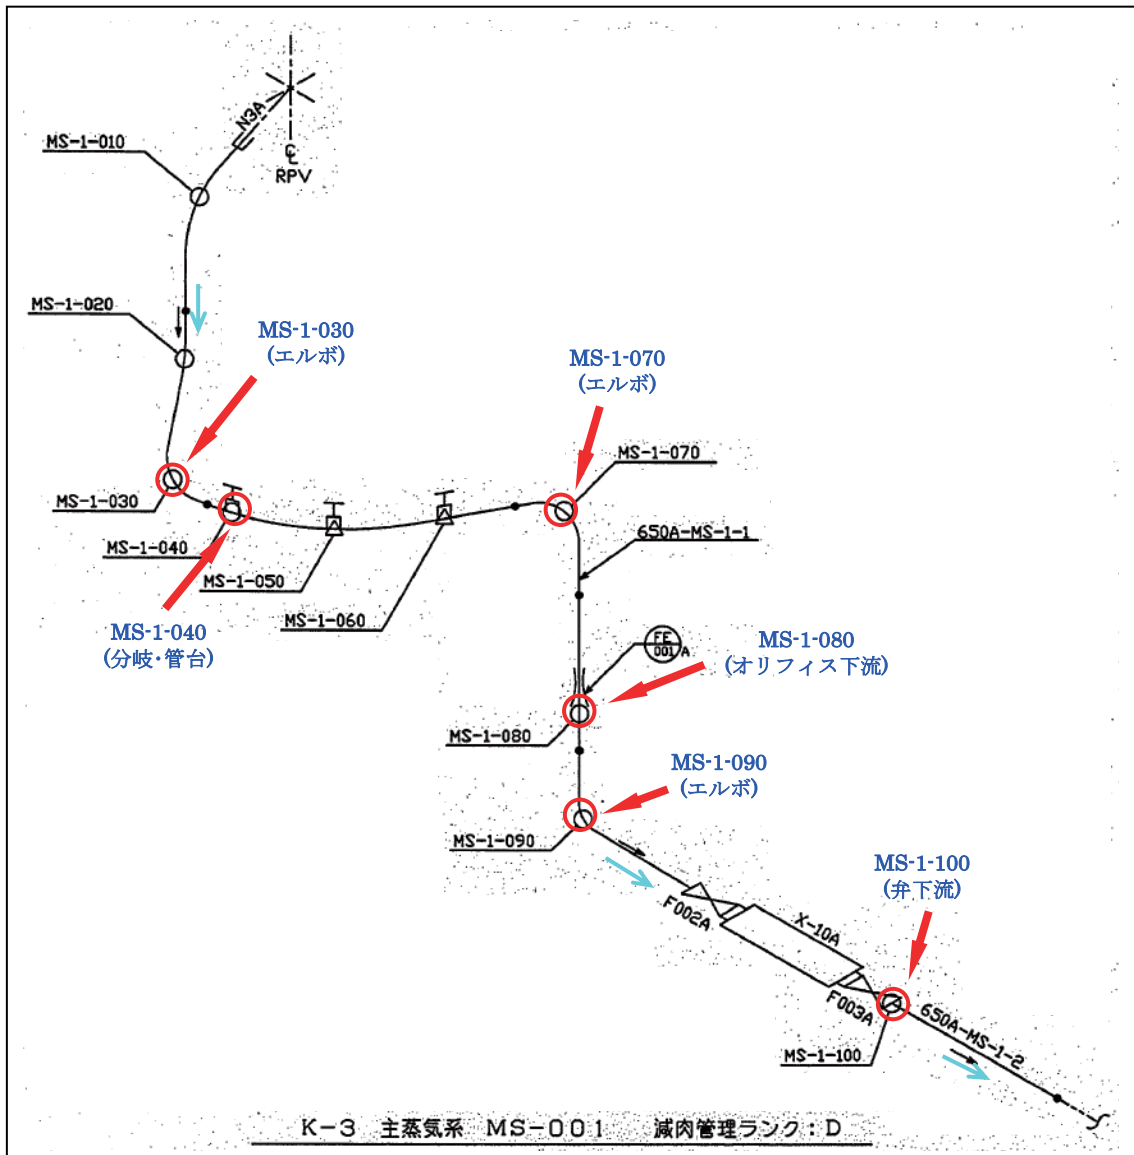 N3A
MS-1-010
℄
RPV
MS-1-020
MS-1-030
(エルボ)
MS-1-070
(エルボ)
MS-1-070
MS-1-030
MS-1-040
650A-MS-1-1
MS-1-050
MS-1-060
MS-1-040
(分岐・管台)
FE
001
A
MS-1-080
(オリフィス下流)
MS-1-080
MS-1-090
(エルボ)
MS-1-090
MS-1-100
(弁下流)
F002A
X-10A
F003A
650A-MS-1-2
MS-1-100
K-3 主蒸気系 MS-001 減肉管理ランク:D